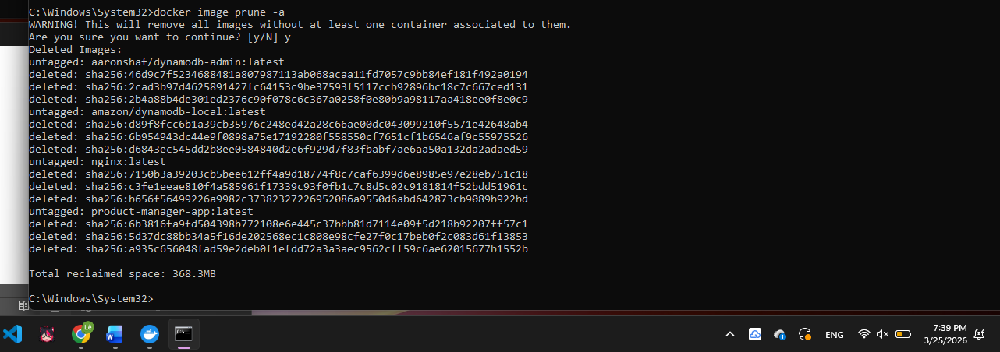 C:\Windows\System32>docker image prune -a
WARNING! This will remove all images without at least one container associated to them.
Are you sure you want to continue? [y/N] y
Deleted Images:
untagged: aaronshaf/dynamodb-admin:latest
deleted: sha256:46d9c7f5234688481a807987113ab068acaa11fd7057c9bb84ef181f492a0194
deleted: sha256:2cad3b97d4625891427fc64153c9be37593f5117ccb92896bc18c7c667ced131
deleted: sha256:2b4a88b4de301ed2376c90f078c6c367a0258f0e80b9a98117aa418ee0f8e0c9
untagged: amazon/dynamodb-local:latest
deleted: sha256:d89f8fcc6b1a39cb35976c248ed42a28c66ae00dc043099210f5571e42648ab4
deleted: sha256:6b954943dc44e9f0898a75e17192280f558550cf7651cf1b6546af9c55975526
deleted: sha256:d6843ec545dd2b8ee0584840d2e6f929d7f83fbabf7ae6aa50a132da2adaed59
untagged: nginx:latest
deleted: sha256:7150b3a39203cb5bee612ff4a9d18774f8c7caf6399d6e8985e97e28eb751c18
deleted: sha256:c3fe1eeae810f4a585961f17339c93f0fb1c7c8d5c02c9181814f52bdd51961c
deleted: sha256:b656f56499226a9982c37382327226952086a9550d6abd642873cb9089b922bd
untagged: product-manager-app:latest
deleted: sha256:6b3816fa9fd504398b772108e6e445c37bbb81d7114e09f5d218b92207ff57c1
deleted: sha256:5d37dc88bb34a5f16de202568ec1c808e98cfe27f0c17beb0f2c083d61f13853
deleted: sha256:a935c656048fad59e2deb0f1efdd72a3a3aec9562cff59c6ae62015677b1552b
Total reclaimed space: 368.3MB
C:\Windows\System32>
Lê
ENG
7:39 PM
3/25/2026